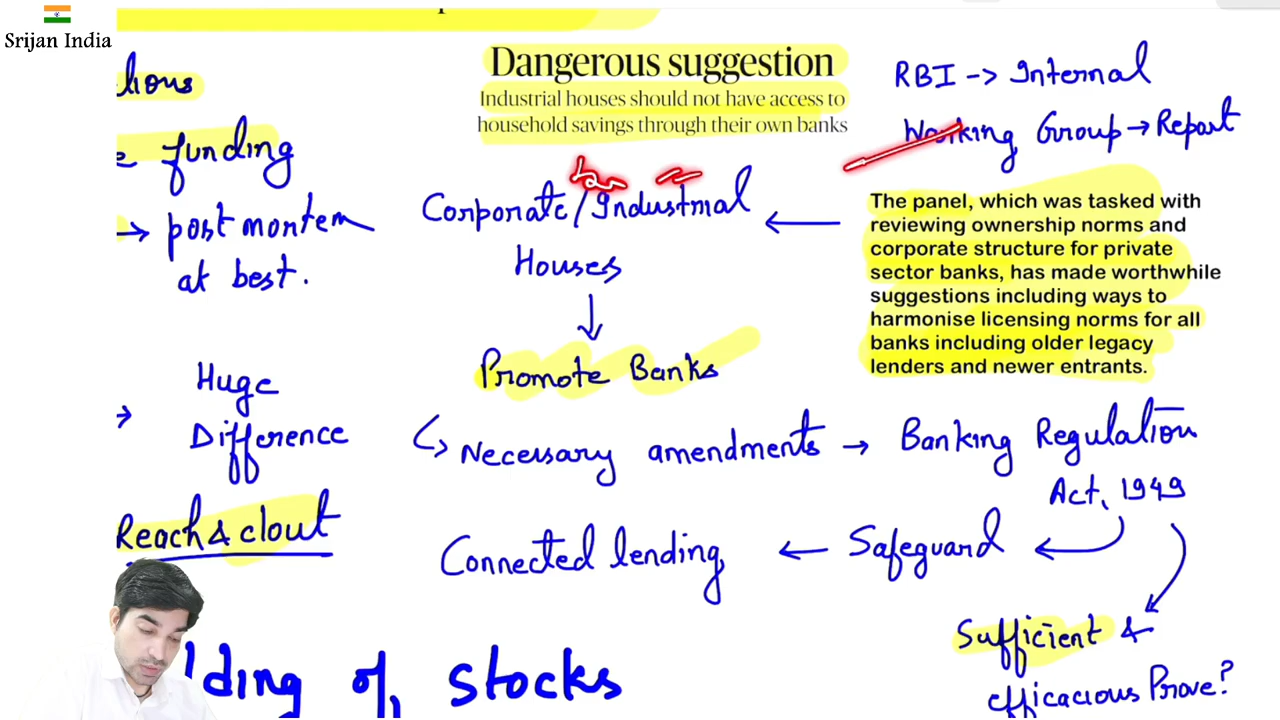 Srijan India
funding
→ post mortem
at best.
→ Huge
Difference
Reach & clout
lding of stocks
Dangerous suggestion
Industrial houses should not have access to
household savings through their own banks
Corporate/Industrial
Houses
↓
Promote Banks
Necessary amendments → Banking Regulation
Act, 1949
Connected lending ← Safeguard ←
Sufficient &
efficacious Prove?
RBI → Internal
Working Group → Report
←
The panel, which was tasked with
reviewing ownership norms and
corporate structure for private
sector banks, has made worthwhile
suggestions including ways to
harmonise licensing norms for all
banks including older legacy
lenders and newer entrants.